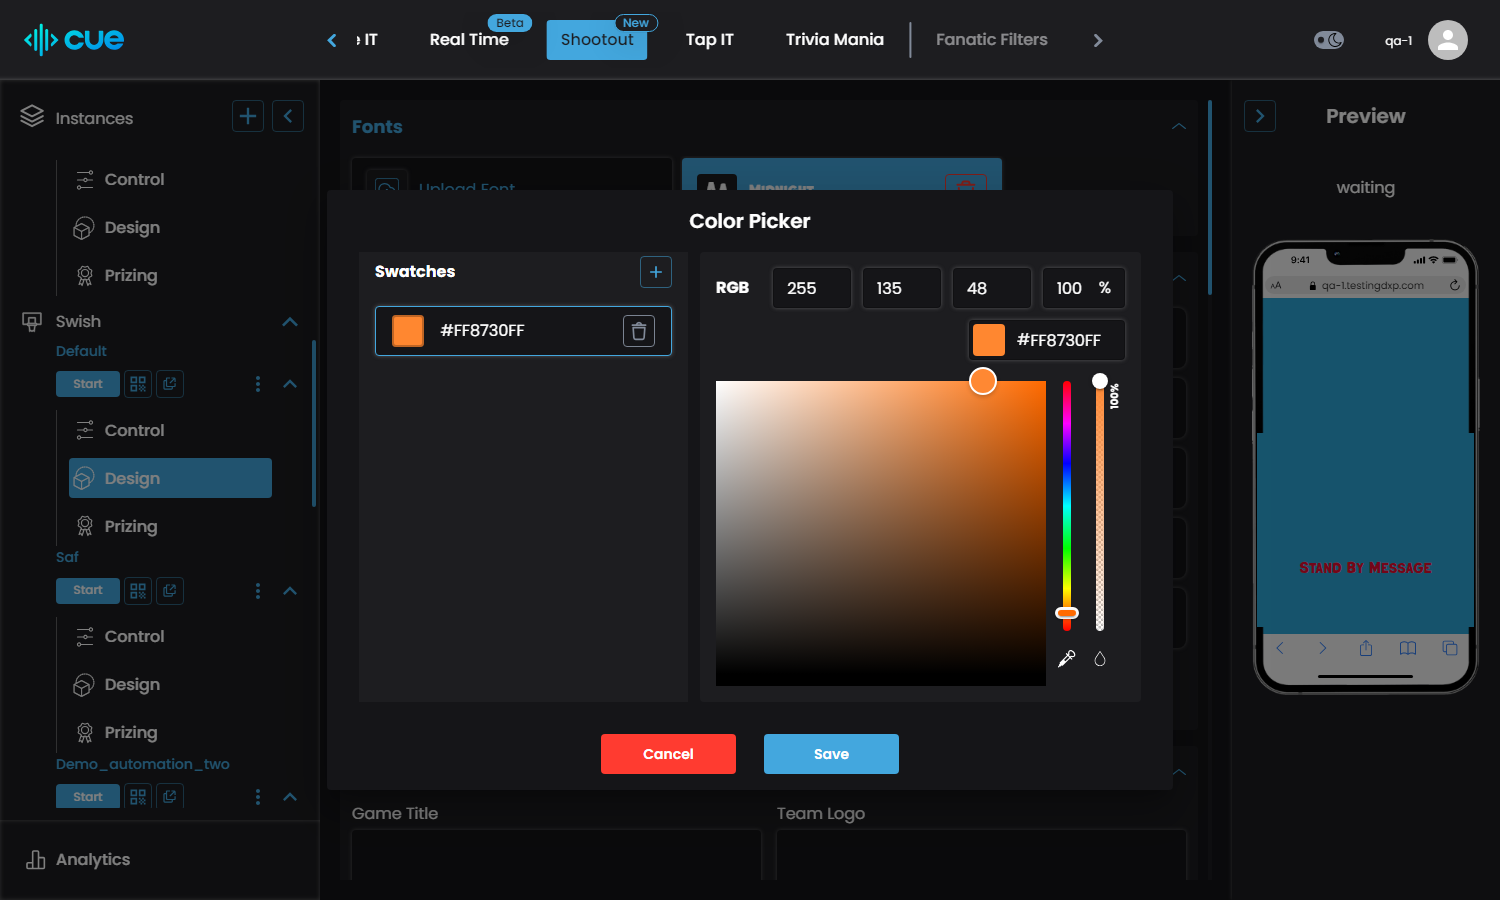 cue
e IT
Real Time
Beta
Shootout
New
Tap IT
Trivia Mania
Fanatic Filters
qa-1
Instances
Control
Design
Prizing
Swish
Default
Start
Control
Design
Prizing
Saf
Start
Control
Design
Prizing
Demo_automation_two
Start
Analytics
Fonts
Upload Font
AA
Midnight
Color Picker
Swatches
#FF8730FF
RGB
255
135
48
100 %
#FF8730FF
100%
Cancel
Save
Game Title
Team Logo
Preview
waiting
9:41
AA
qa-1.testingdxp.com
Stand By Message